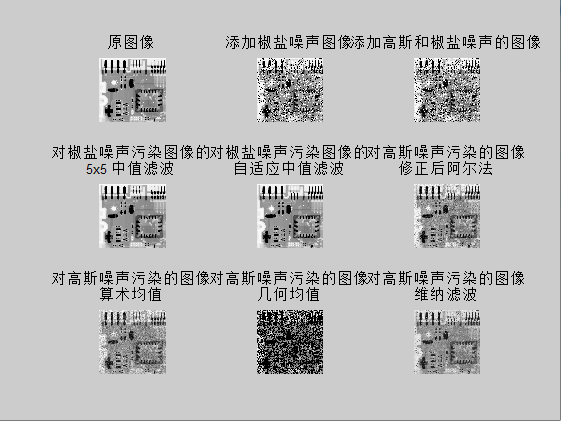 原图像
添加椒盐噪声图像
添加高斯和椒盐噪声的图像
对椒盐噪声污染图像的
5x5 中值滤波
对椒盐噪声污染图像的
自适应中值滤波
对高斯噪声污染的图像
修正后阿尔法
对高斯噪声污染的图像
算术均值
对高斯噪声污染的图像
几何均值
对高斯噪声污染的图像
维纳滤波